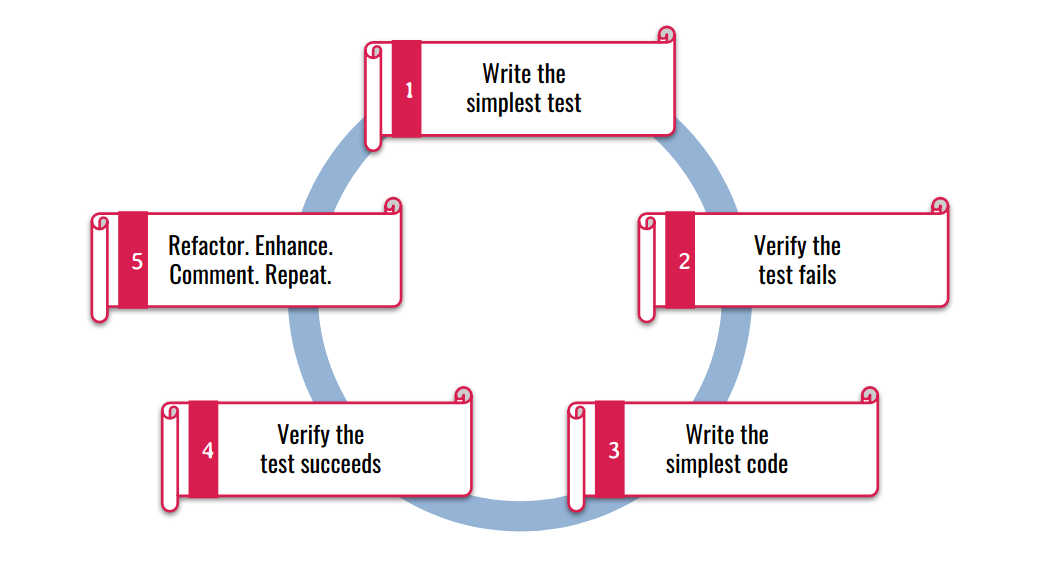 1
Write the
simplest test
2
Verify the
test fails
3
Write the
simplest code
4
Verify the
test succeeds
5
Refactor. Enhance.
Comment. Repeat.